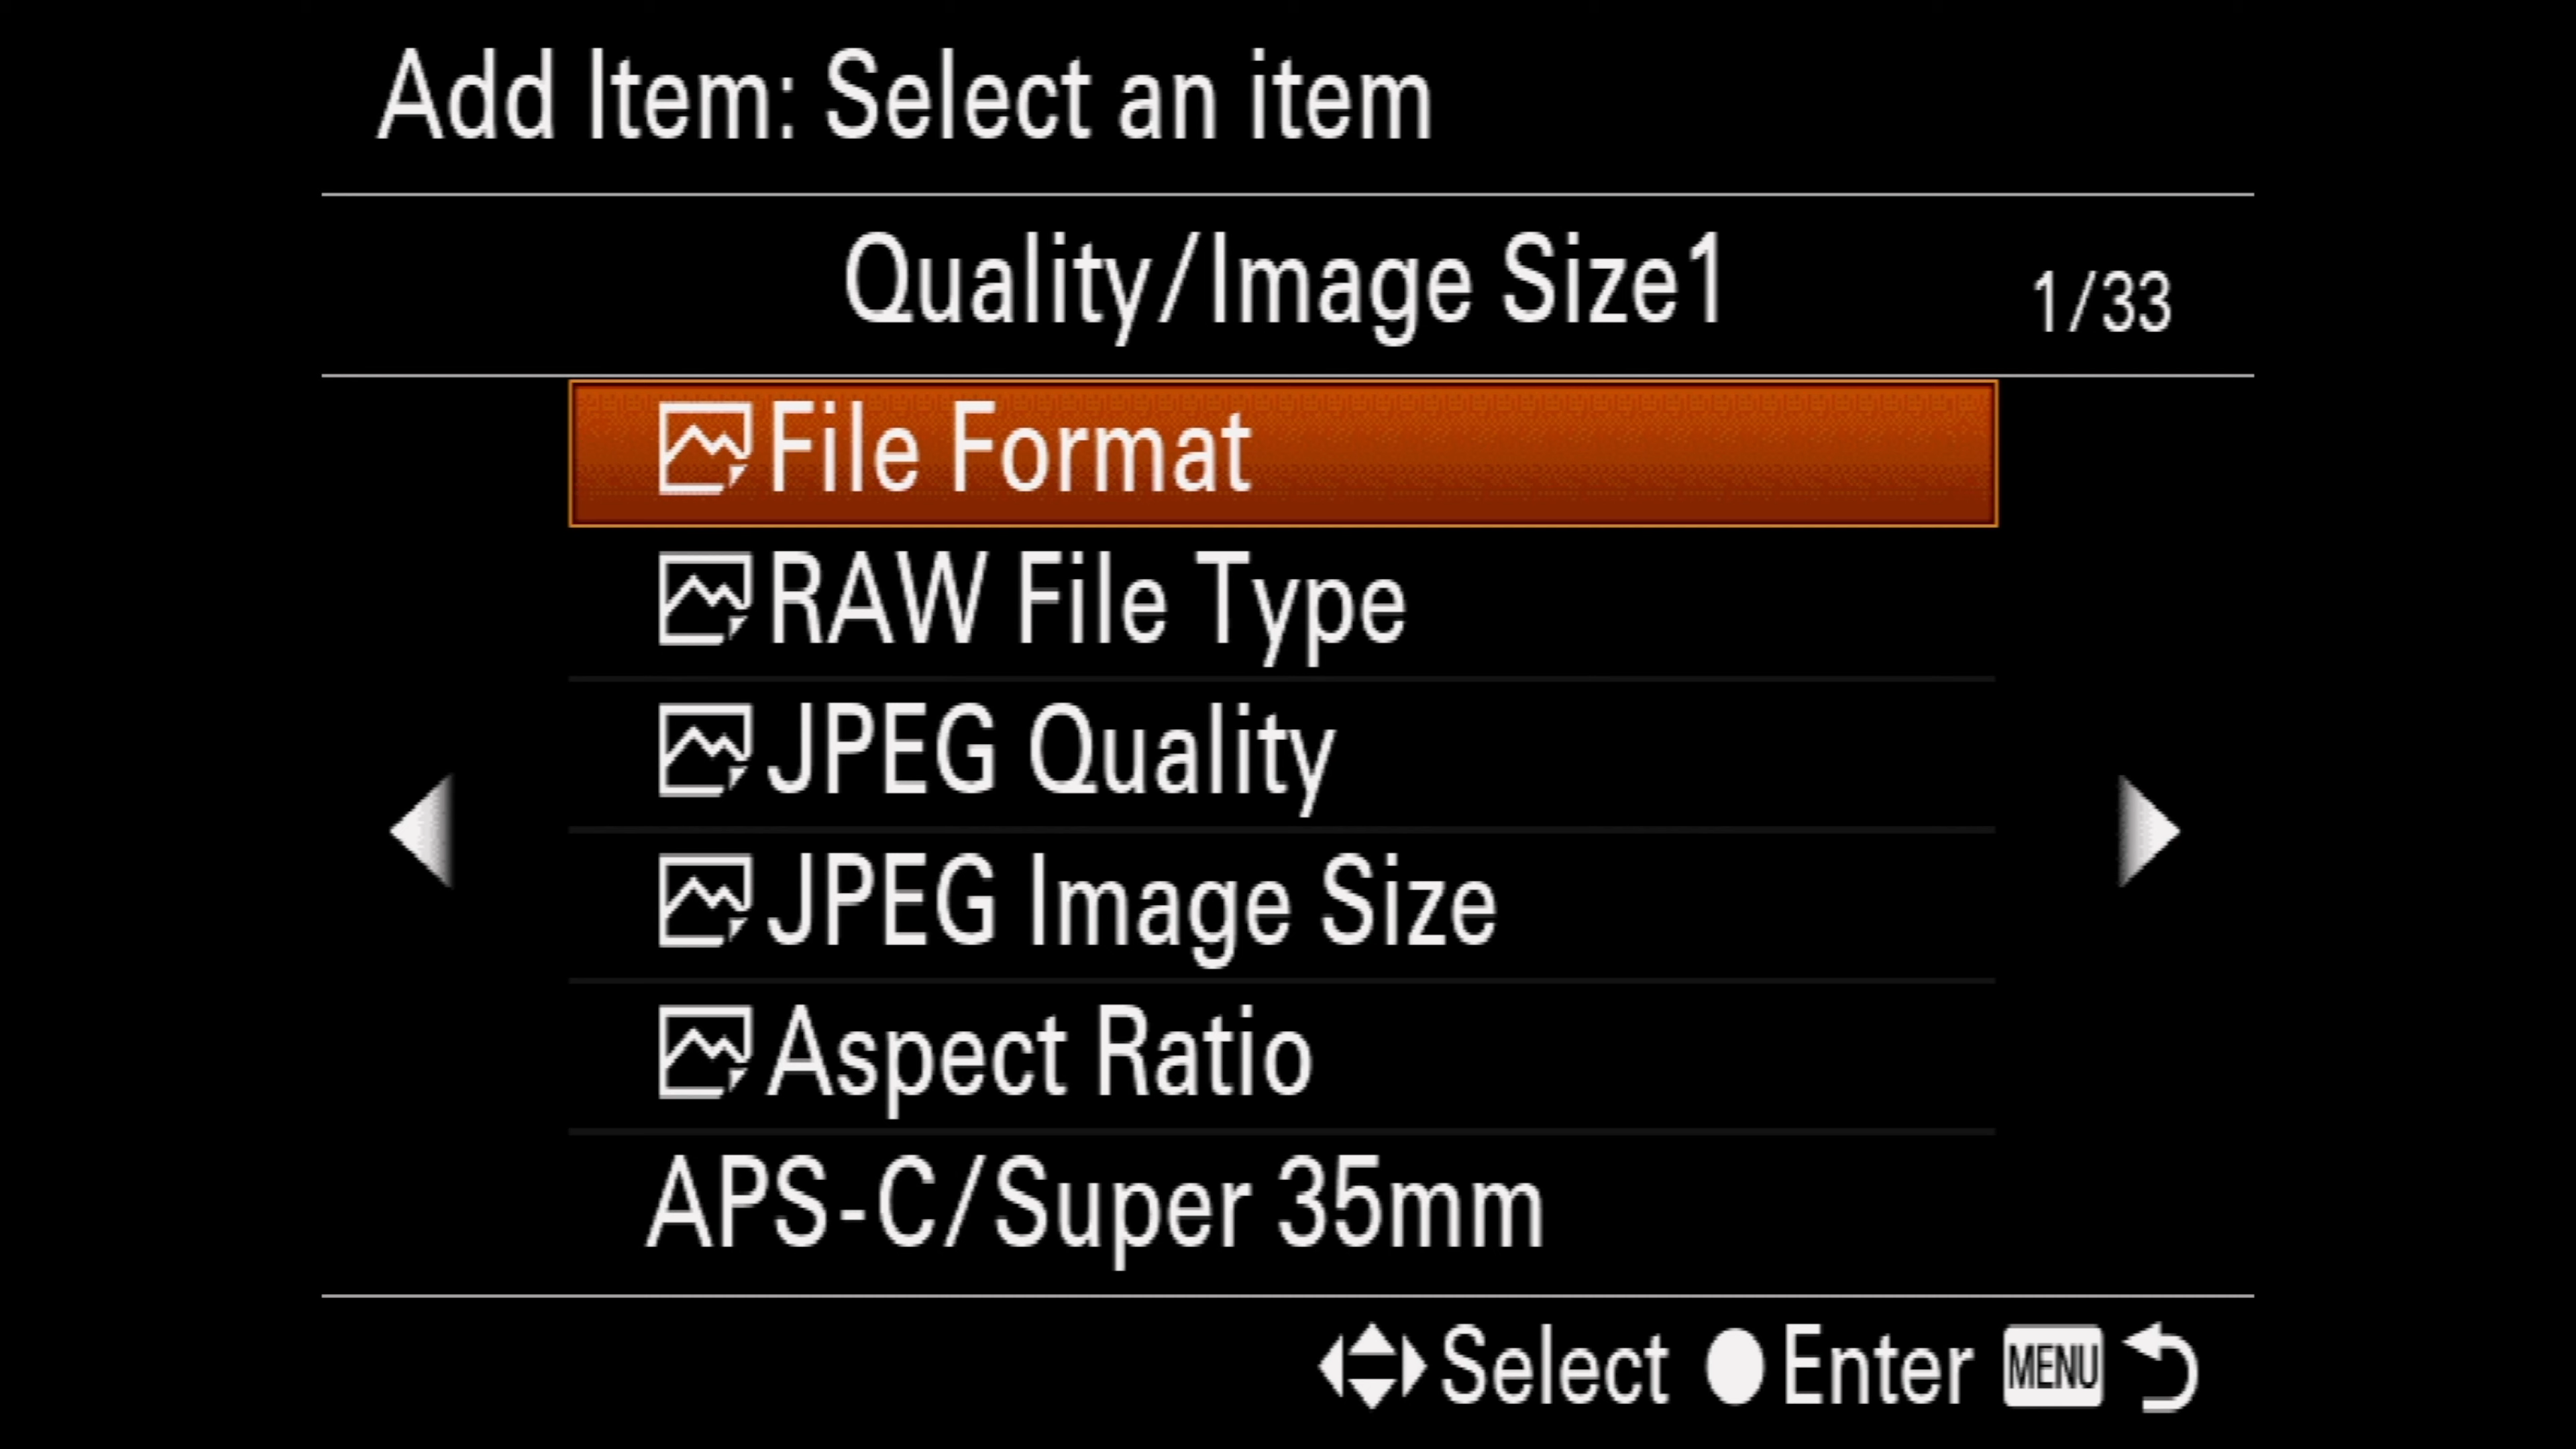 Add Item: Select an item
Quality/Image Size1 1/33
File Format
RAW File Type
JPEG Quality
JPEG Image Size
Aspect Ratio
APS-C/Super 35mm
Select Enter MENU